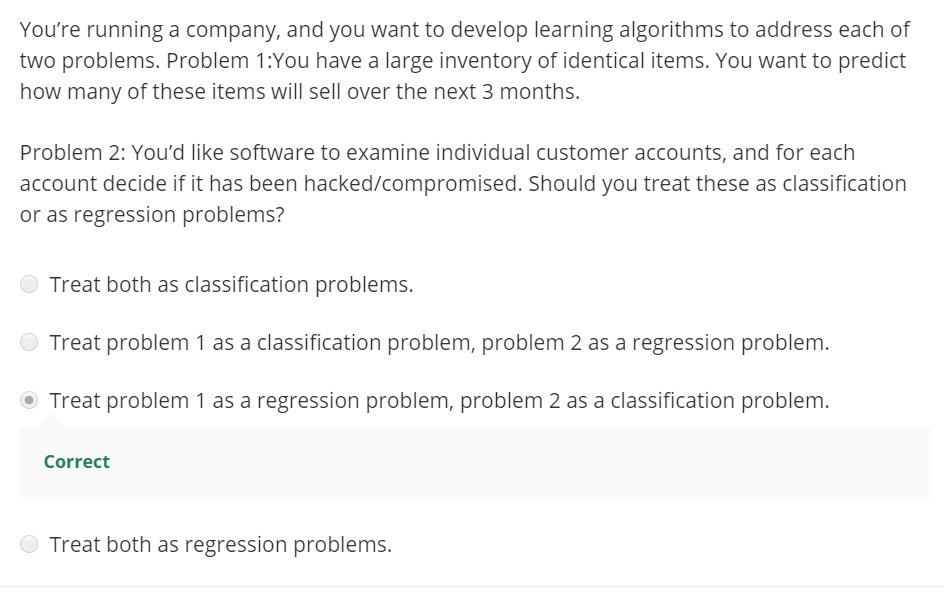 You’re running a company, and you want to develop learning algorithms to address each of
two problems. Problem 1:You have a large inventory of identical items. You want to predict
how many of these items will sell over the next 3 months.
Problem 2: You’d like software to examine individual customer accounts, and for each
account decide if it has been hacked/compromised. Should you treat these as classification
or as regression problems?
Treat both as classification problems.
Treat problem 1 as a classification problem, problem 2 as a regression problem.
Treat problem 1 as a regression problem, problem 2 as a classification problem.
Correct
Treat both as regression problems.